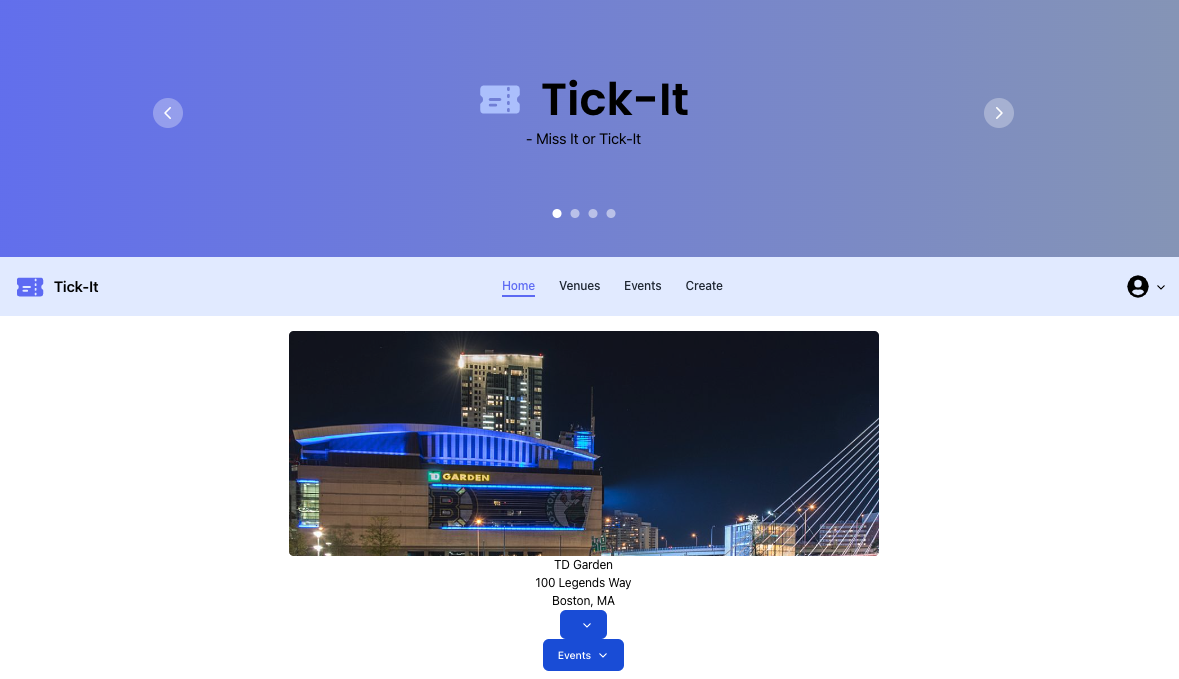 Tick-It
- Miss It or Tick-It
Tick-It
Home Venues Events Create
TD GARDEN
TD Garden
100 Legends Way
Boston, MA
Events